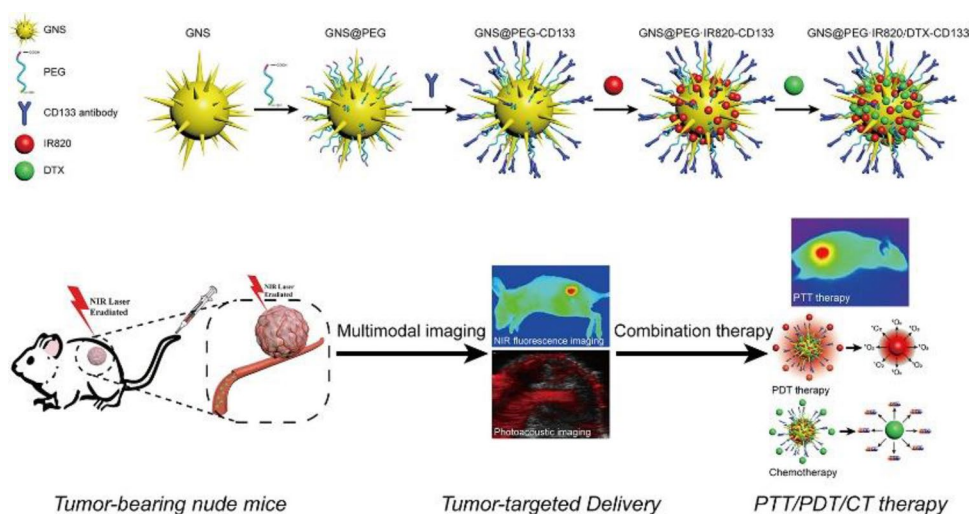 GNS
GNS@PEG
GNS@PEG-CD133
GNS@PEG·IR820-CD133
GNS@PEG·IR820/DTX-CD133
GNS
PEG
CD133 antibody
IR820
DTX
NIR Laser
Eradiated
NIR Laser
Eradiated
Multimodal imaging
NIR fluorescence imaging
Photoacoustic imaging
Combination therapy
PTT therapy
PDT therapy
Chemotherapy
Tumor-bearing nude mice
Tumor-targeted Delivery
PTT/PDT/CT therapy